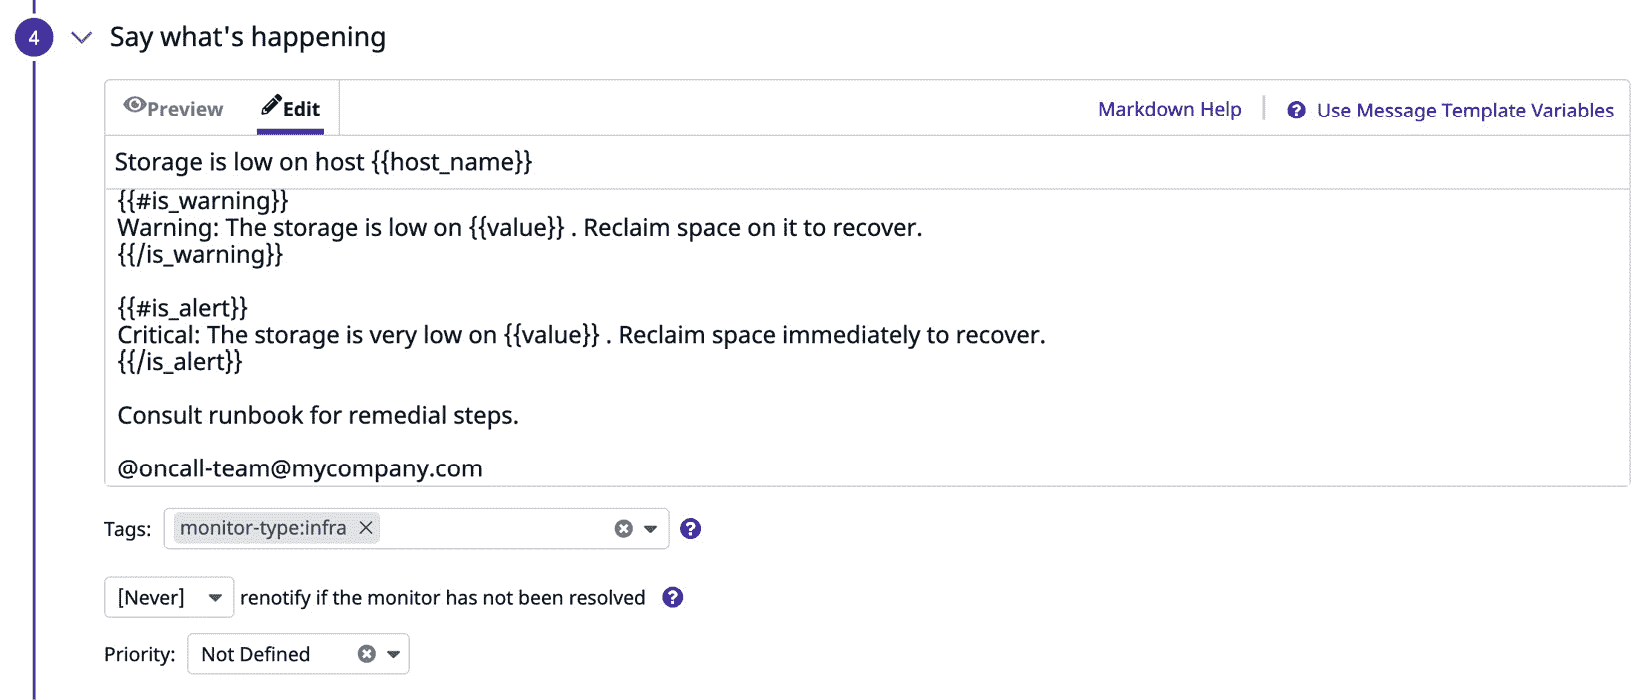 4 Say what's happening
Preview Edit Markdown Help Use Message Template Variables
Storage is low on host {{host_name}}
{{#is_warning}}
Warning: The storage is low on {{value}} . Reclaim space on it to recover.
{{/is_warning}}
{{#is_alert}}
Critical: The storage is very low on {{value}} . Reclaim space immediately to recover.
{{/is_alert}}
Consult runbook for remedial steps.
@oncall-team@mycompany.com
Tags: monitor-type:infra
[Never] renotify if the monitor has not been resolved
Priority: Not Defined